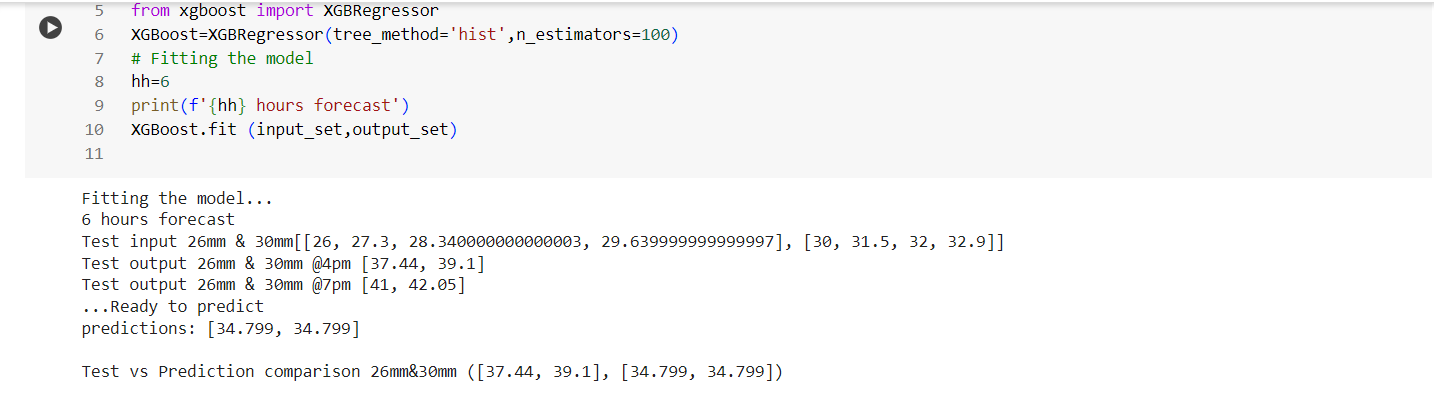 5 from xgboost import XGBRegressor
6 XGBoost=XGBRegressor(tree_method='hist',n_estimators=100)
7 # Fitting the model
8 hh=6
9 print(f'{hh} hours forecast')
10 XGBoost.fit (input_set,output_set)
11
Fitting the model...
6 hours forecast
Test input 26mm & 30mm[[26, 27.3, 28.340000000000003, 29.639999999999997], [30, 31.5, 32, 32.9]]
Test output 26mm & 30mm @4pm [37.44, 39.1]
Test output 26mm & 30mm @7pm [41, 42.05]
...Ready to predict
predictions: [34.799, 34.799]
Test vs Prediction comparison 26mm&30mm ([37.44, 39.1], [34.799, 34.799])